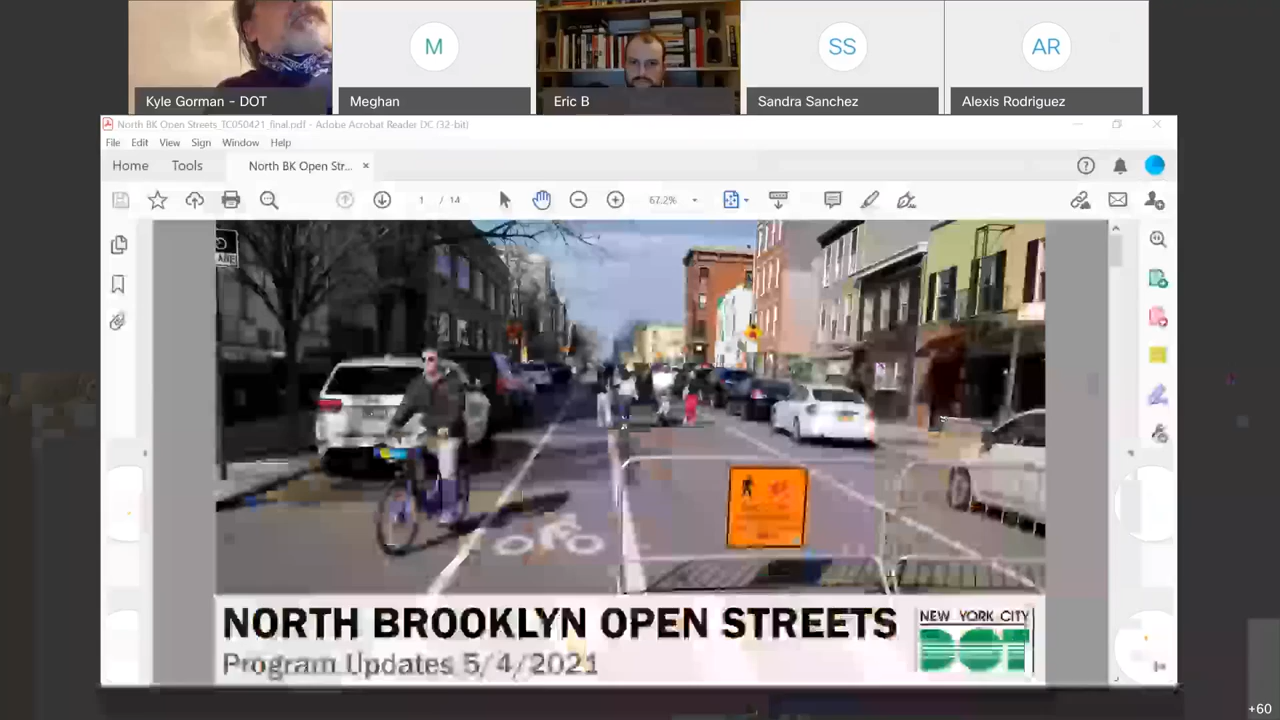 M
SS
AR
Kyle Gorman - DOT
Meghan
Eric B
Sandra Sanchez
Alexis Rodriguez
North BK Open Streets_TC050421_final.pdf - Adobe Acrobat Reader DC (32-bit)
File Edit View Sign Window Help
Home Tools North BK Open Str... ×
1 / 14 67.2%
NORTH BROOKLYN OPEN STREETS
Program Updates 5/4/2021
NEW YORK CITY
DOT
+60